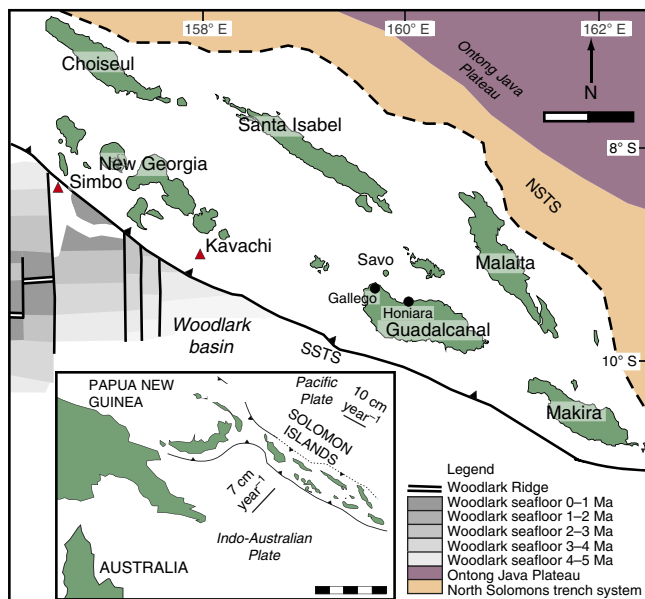 158° E
160° E
162° E
Choiseul
Ontong Java
Plateau
N
Santa Isabel
8° S
New Georgia
Simbo
NSTS
Kavachi
Savo
Malaita
Gallego
Honiara
Guadalcanal
Woodlark
basin
SSTS
10° S
Makira
PAPUA NEW
GUINEA
Pacific
Plate
10 cm
year⁻¹
SOLOMON
ISLANDS
7 cm
year⁻¹
Indo-Australian
Plate
AUSTRALIA
Legend
Woodlark Ridge
Woodlark seafloor 0–1 Ma
Woodlark seafloor 1–2 Ma
Woodlark seafloor 2–3 Ma
Woodlark seafloor 3–4 Ma
Woodlark seafloor 4–5 Ma
Ontong Java Plateau
North Solomons trench system